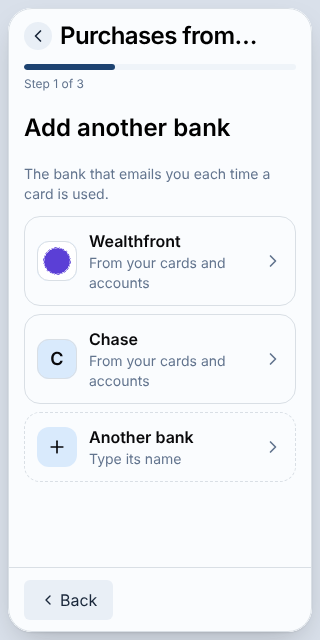 Purchases from...
Step 1 of 3
Add another bank
The bank that emails you each time a
card is used.
Wealthfront
From your cards and
accounts
C
Chase
From your cards and
accounts
Another bank
Type its name
Back